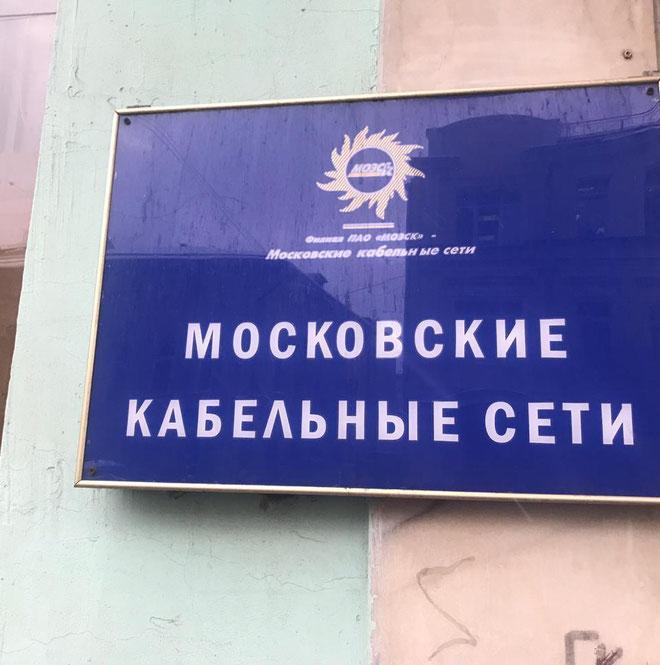 МОЭСК
Филиал ПАО «МОЭСК» -
Московские кабельные сети
МОСКОВСКИЕ
КАБЕЛЬНЫЕ СЕТИ